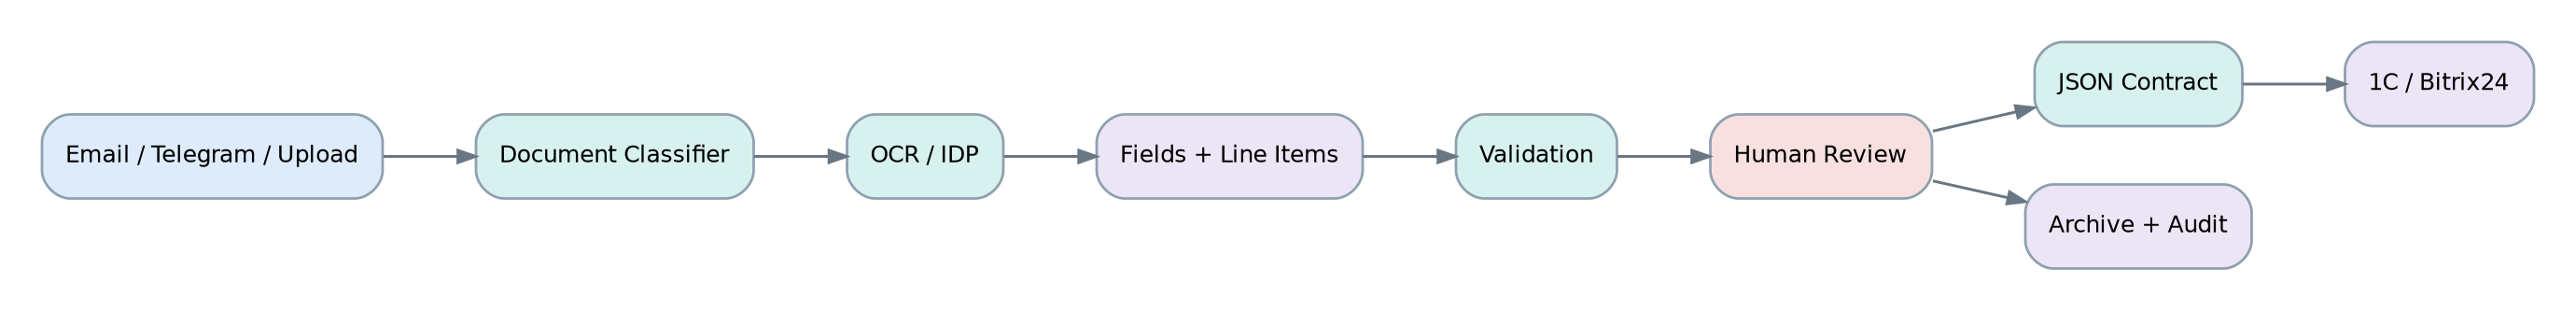 Email / Telegram / Upload
Document Classifier
OCR / IDP
Fields + Line Items
Validation
Human Review
JSON Contract
1C / Bitrix24
Archive + Audit